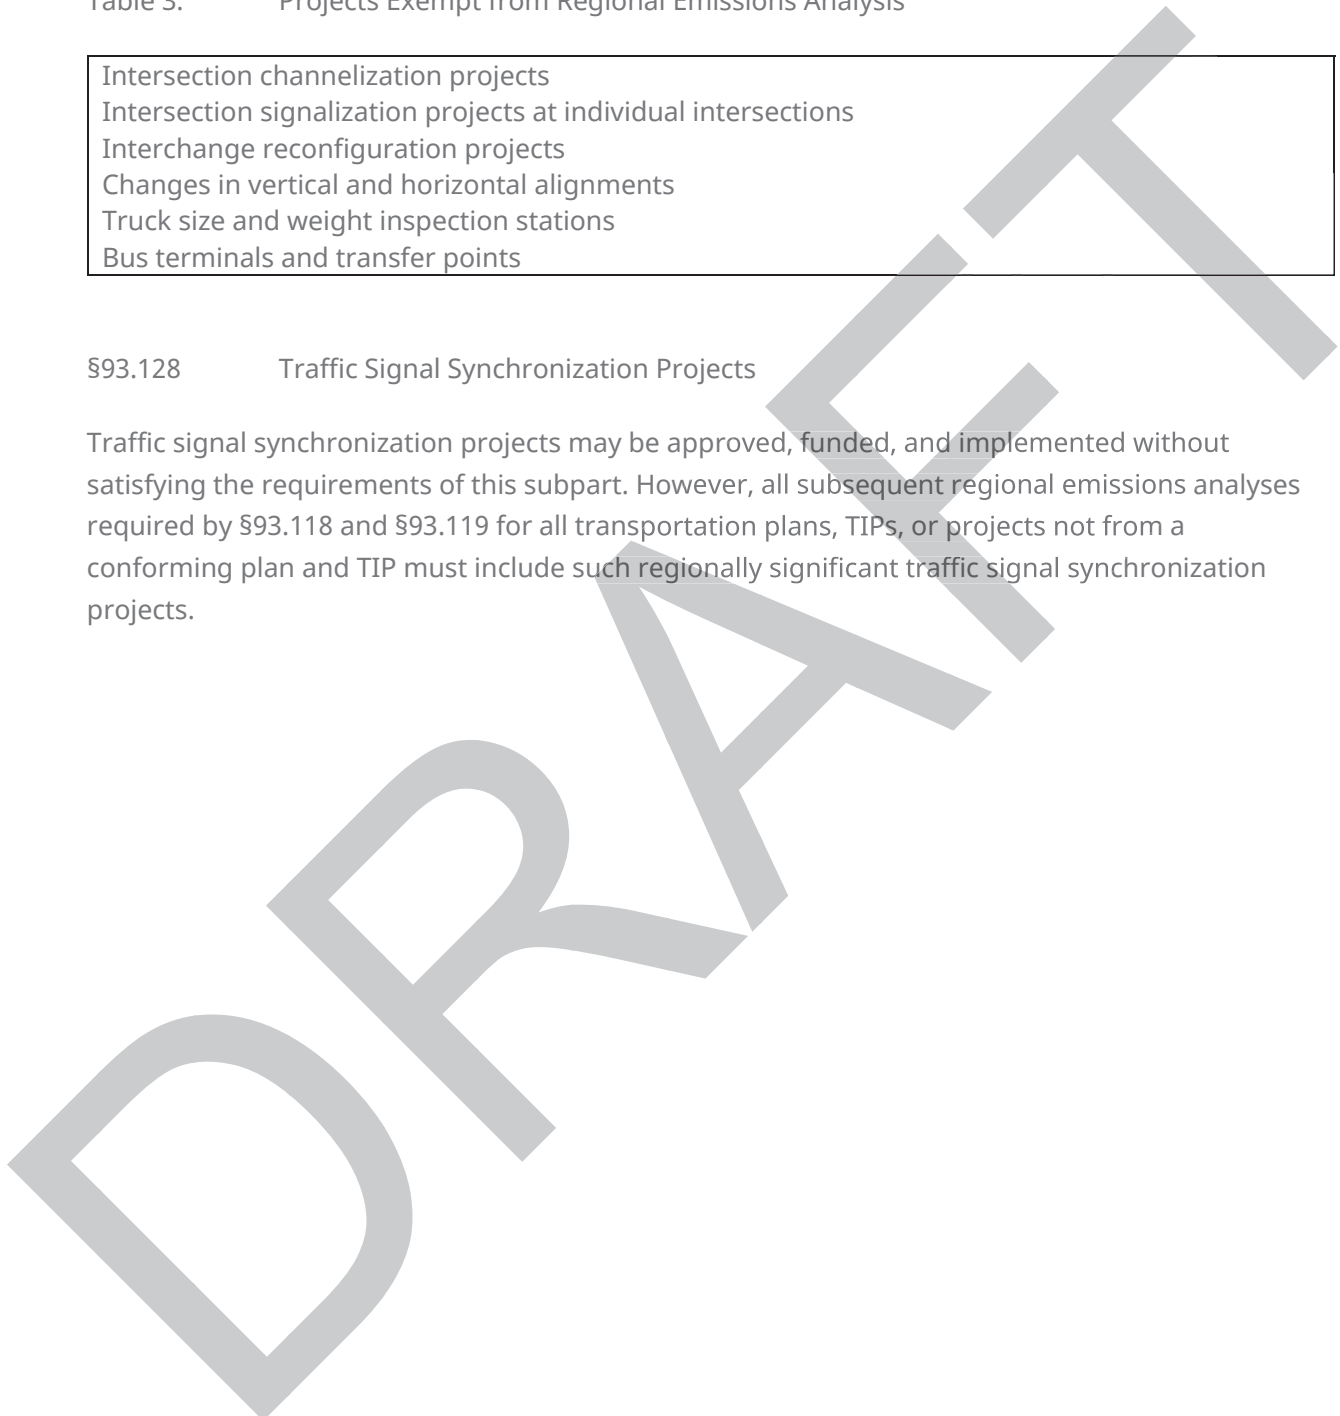 Table 3. Projects Exempt from Regional Emissions Analysis
Intersection channelization projects
Intersection signalization projects at individual intersections
Interchange reconfiguration projects
Changes in vertical and horizontal alignments
Truck size and weight inspection stations
Bus terminals and transfer points
§93.128 Traffic Signal Synchronization Projects
Traffic signal synchronization projects may be approved, funded, and implemented without
satisfying the requirements of this subpart. However, all subsequent regional emissions analyses
required by §93.118 and §93.119 for all transportation plans, TIPs, or projects not from a
conforming plan and TIP must include such regionally significant traffic signal synchronization
projects.
DRAFT